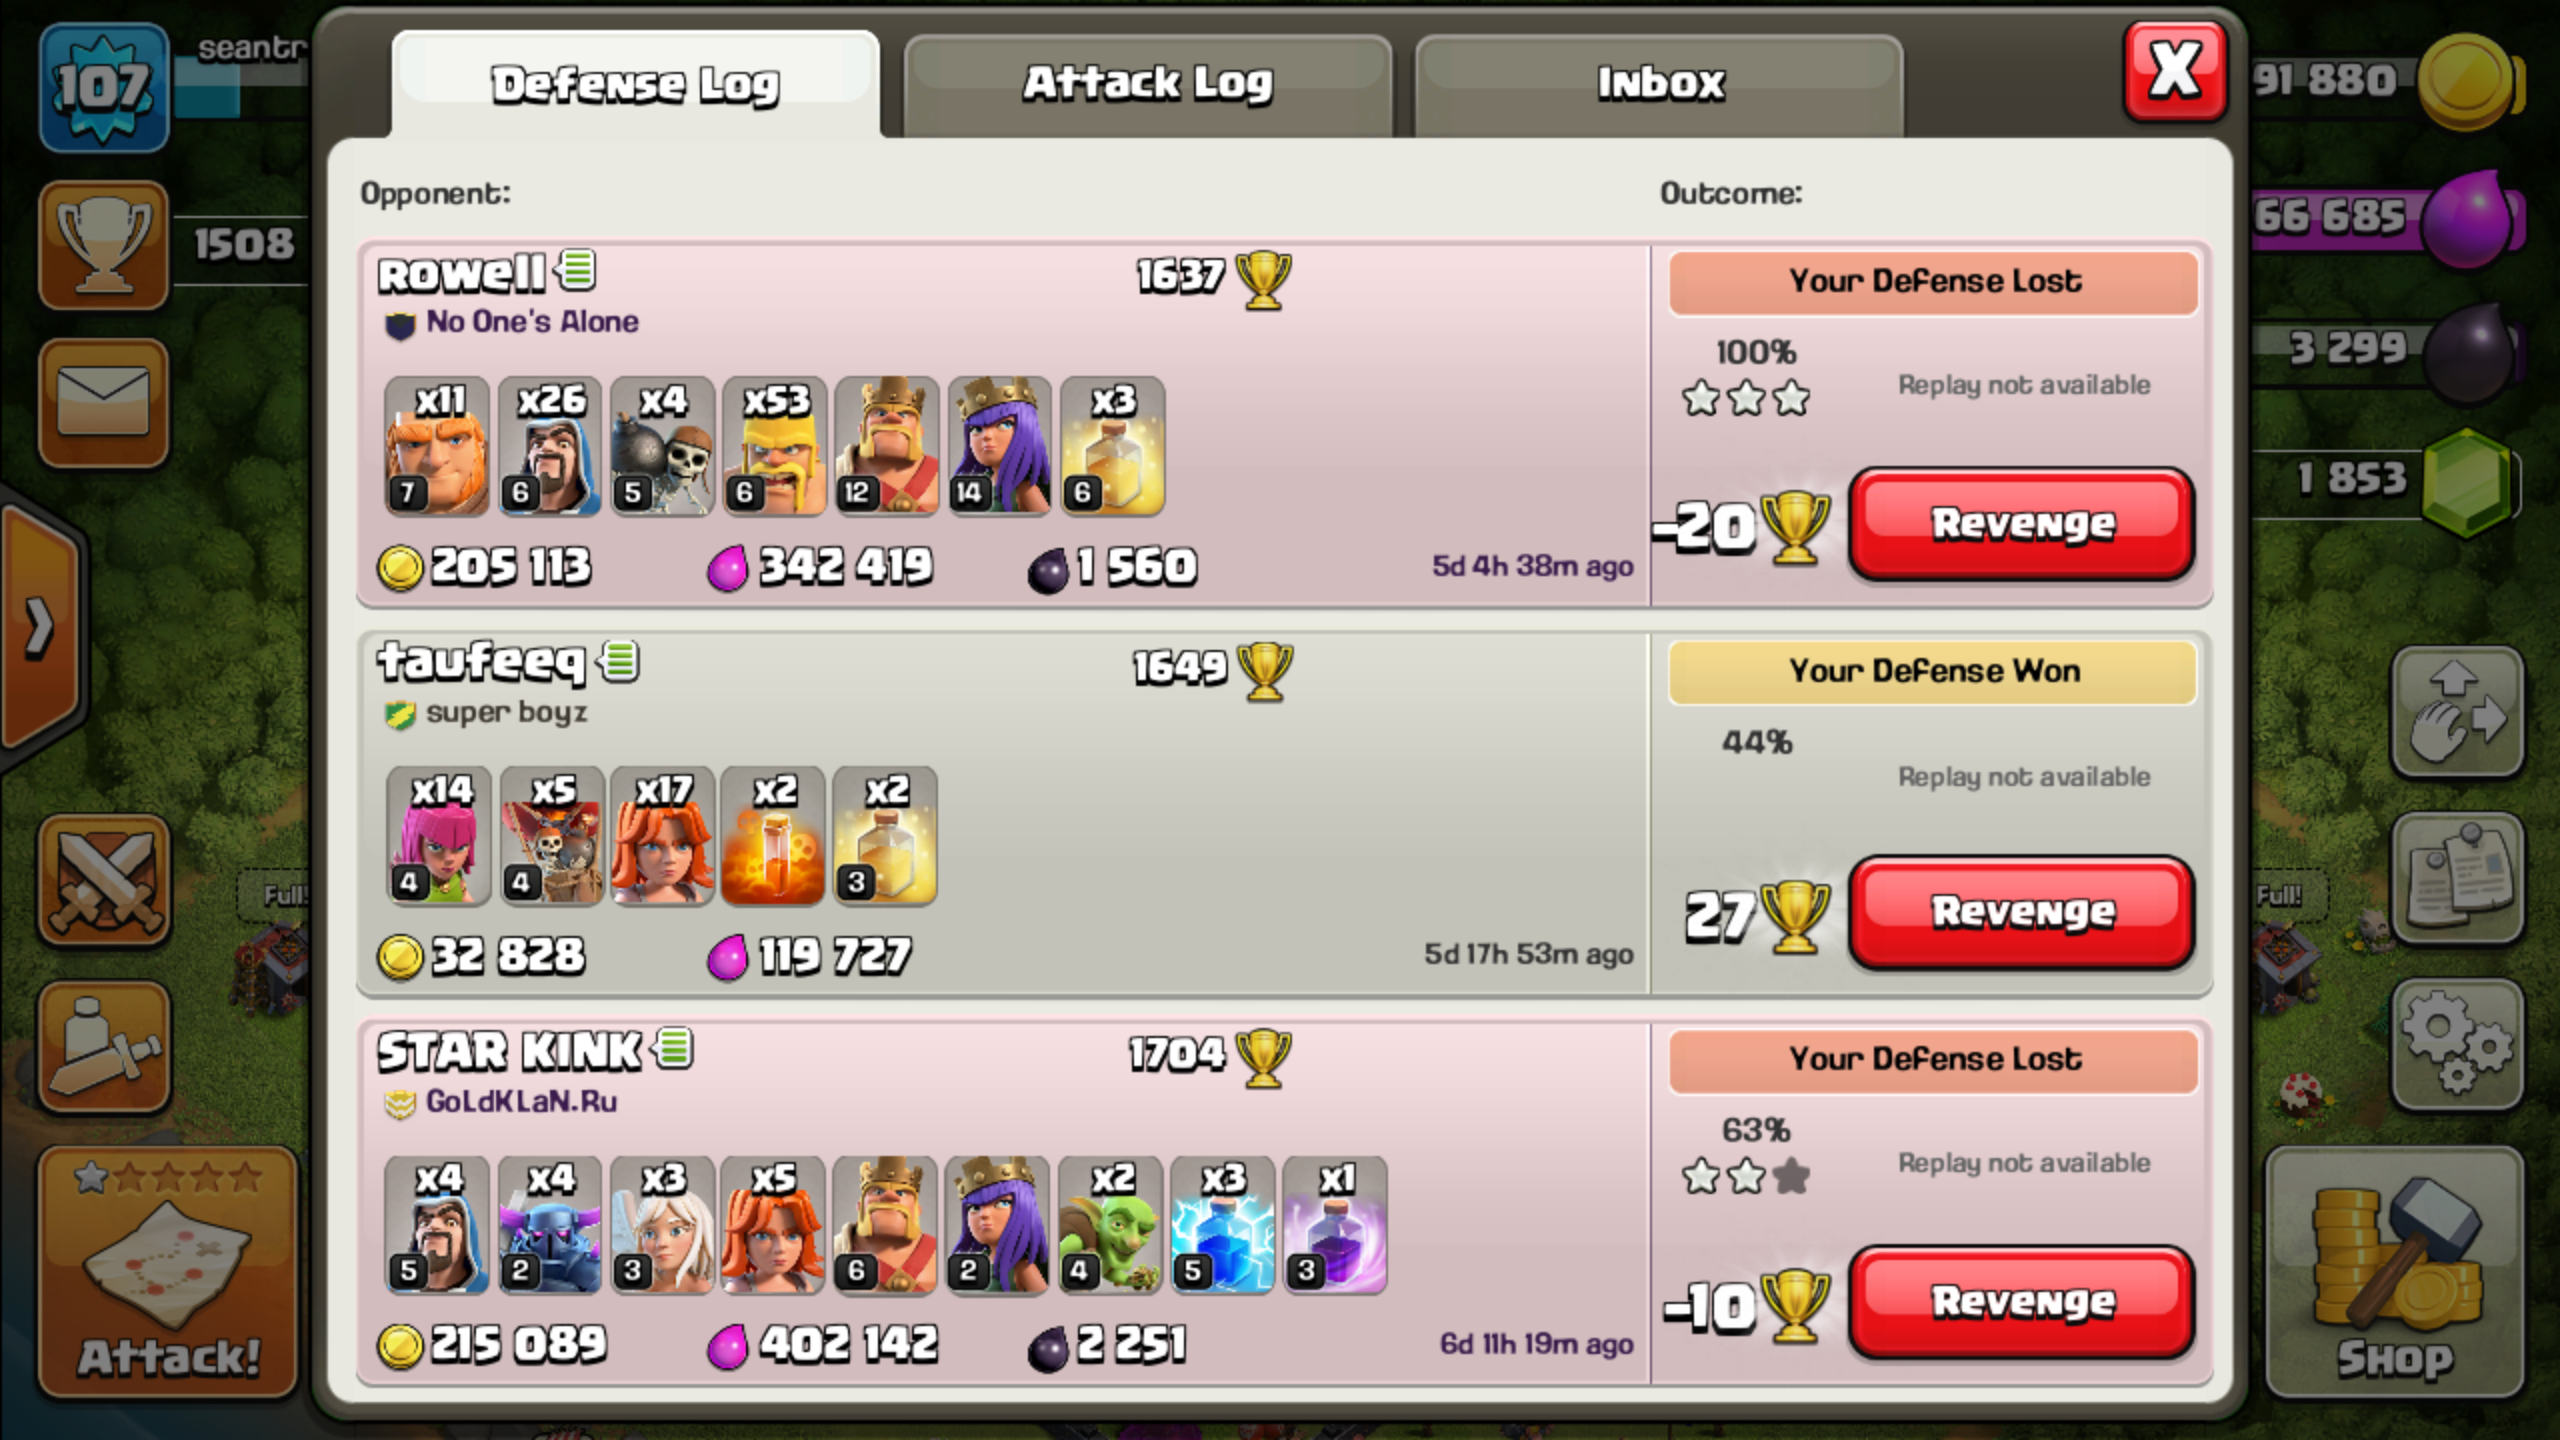 107
seantr
Defense Log
Attack Log
Inbox
X
91 880
1508
66 685
3 299
1 853
Opponent:
Outcome:
Rowell
1637
No One's Alone
x11
x26
x4
x53
x3
7
6
5
6
12
14
6
205 113
342 419
1 560
5d 4h 38m ago
Your Defense Lost
100%
Replay not available
-20
Revenge
taufeeq
1649
super boyz
x14
x5
x17
x2
x2
4
4
3
32 828
119 727
5d 17h 53m ago
Your Defense Won
44%
Replay not available
27
Revenge
Full!
Full!
STAR KINK
1704
GoLdKLaN.Ru
x4
x4
x3
x5
x2
x3
x1
5
2
3
6
2
4
5
3
215 089
402 142
2 251
6d 11h 19m ago
Your Defense Lost
63%
Replay not available
-10
Revenge
Attack!
Shop